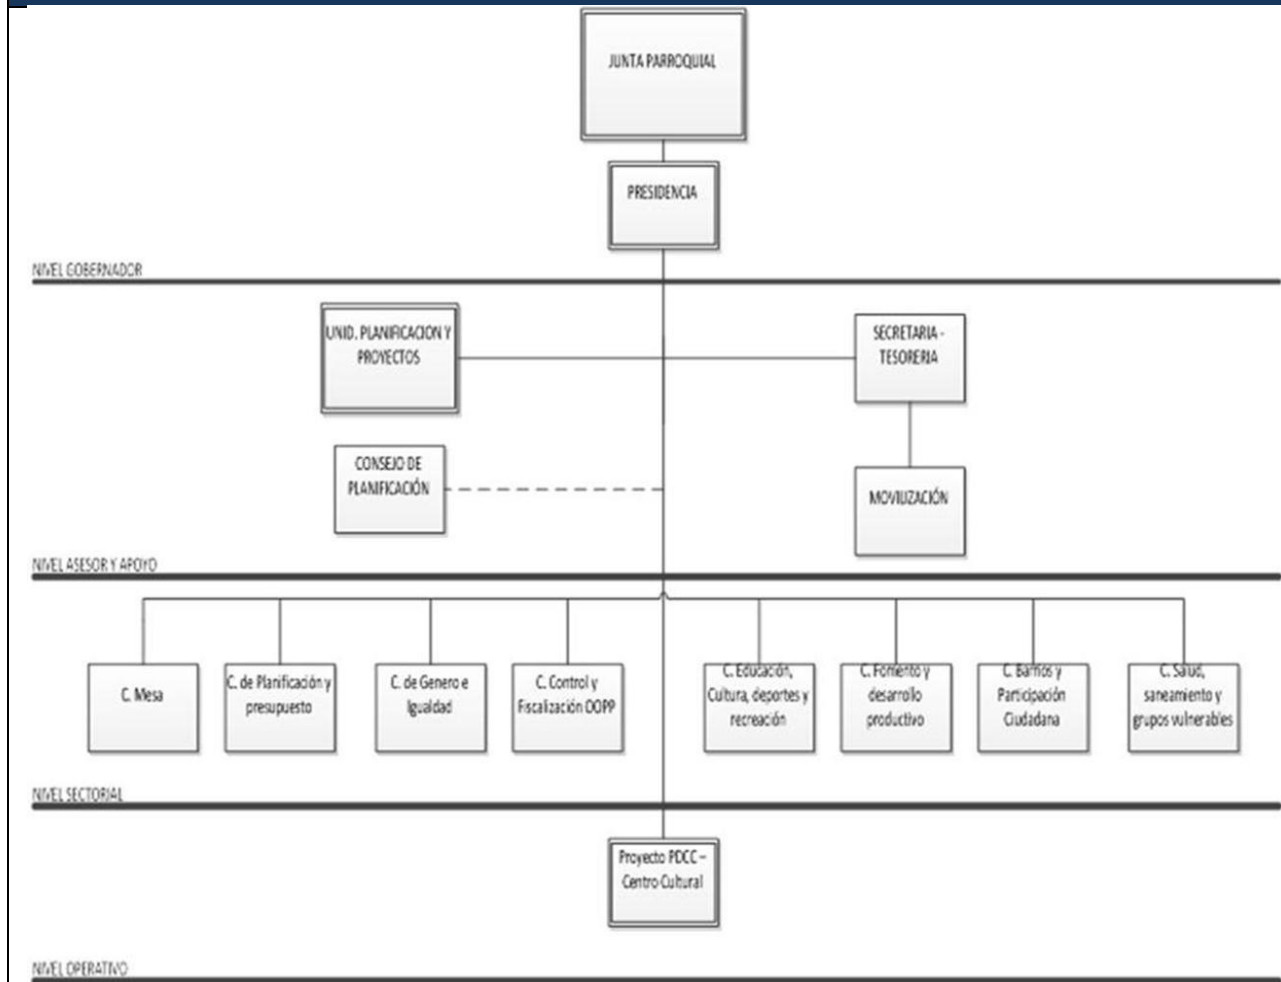 JUNTA PARROQUIAL
PRESIDENCIA
NIVEL GOBERNADOR
UNID. PLANIFICACION Y
PROYECTOS
SECRETARIA -
TESORERIA
CONSEJO DE
PLANIFICACIÓN
MOVILIZACIÓN
NIVEL ASESOR Y APOYO
C. Mesa
C. de Planificación y
presupuesto
C. de Genero e
Igualdad
C. Control y
Fiscalización OOPP
C. Educación,
Cultura, deportes y
recreación
C. Fomento y
desarrollo
productivo
C. Barrios y
Participación
Ciudadana
C. Salud,
saneamiento y
grupos vulnerables
NIVEL SECTORIAL
Proyecto PDCC –
Centro Cultural
NIVEL OPERATIVO